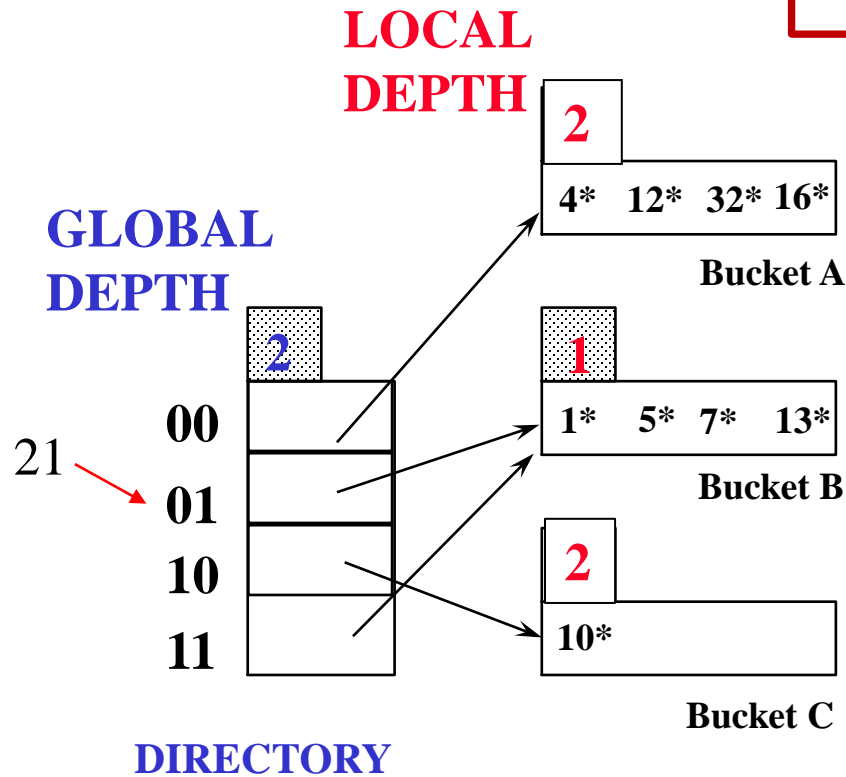 LOCAL
DEPTH
2
4* 12* 32* 16*
Bucket A
GLOBAL
DEPTH
2
1
00
1* 5* 7* 13*
21
01
Bucket B
10
2
11
10*
Bucket C
DIRECTORY